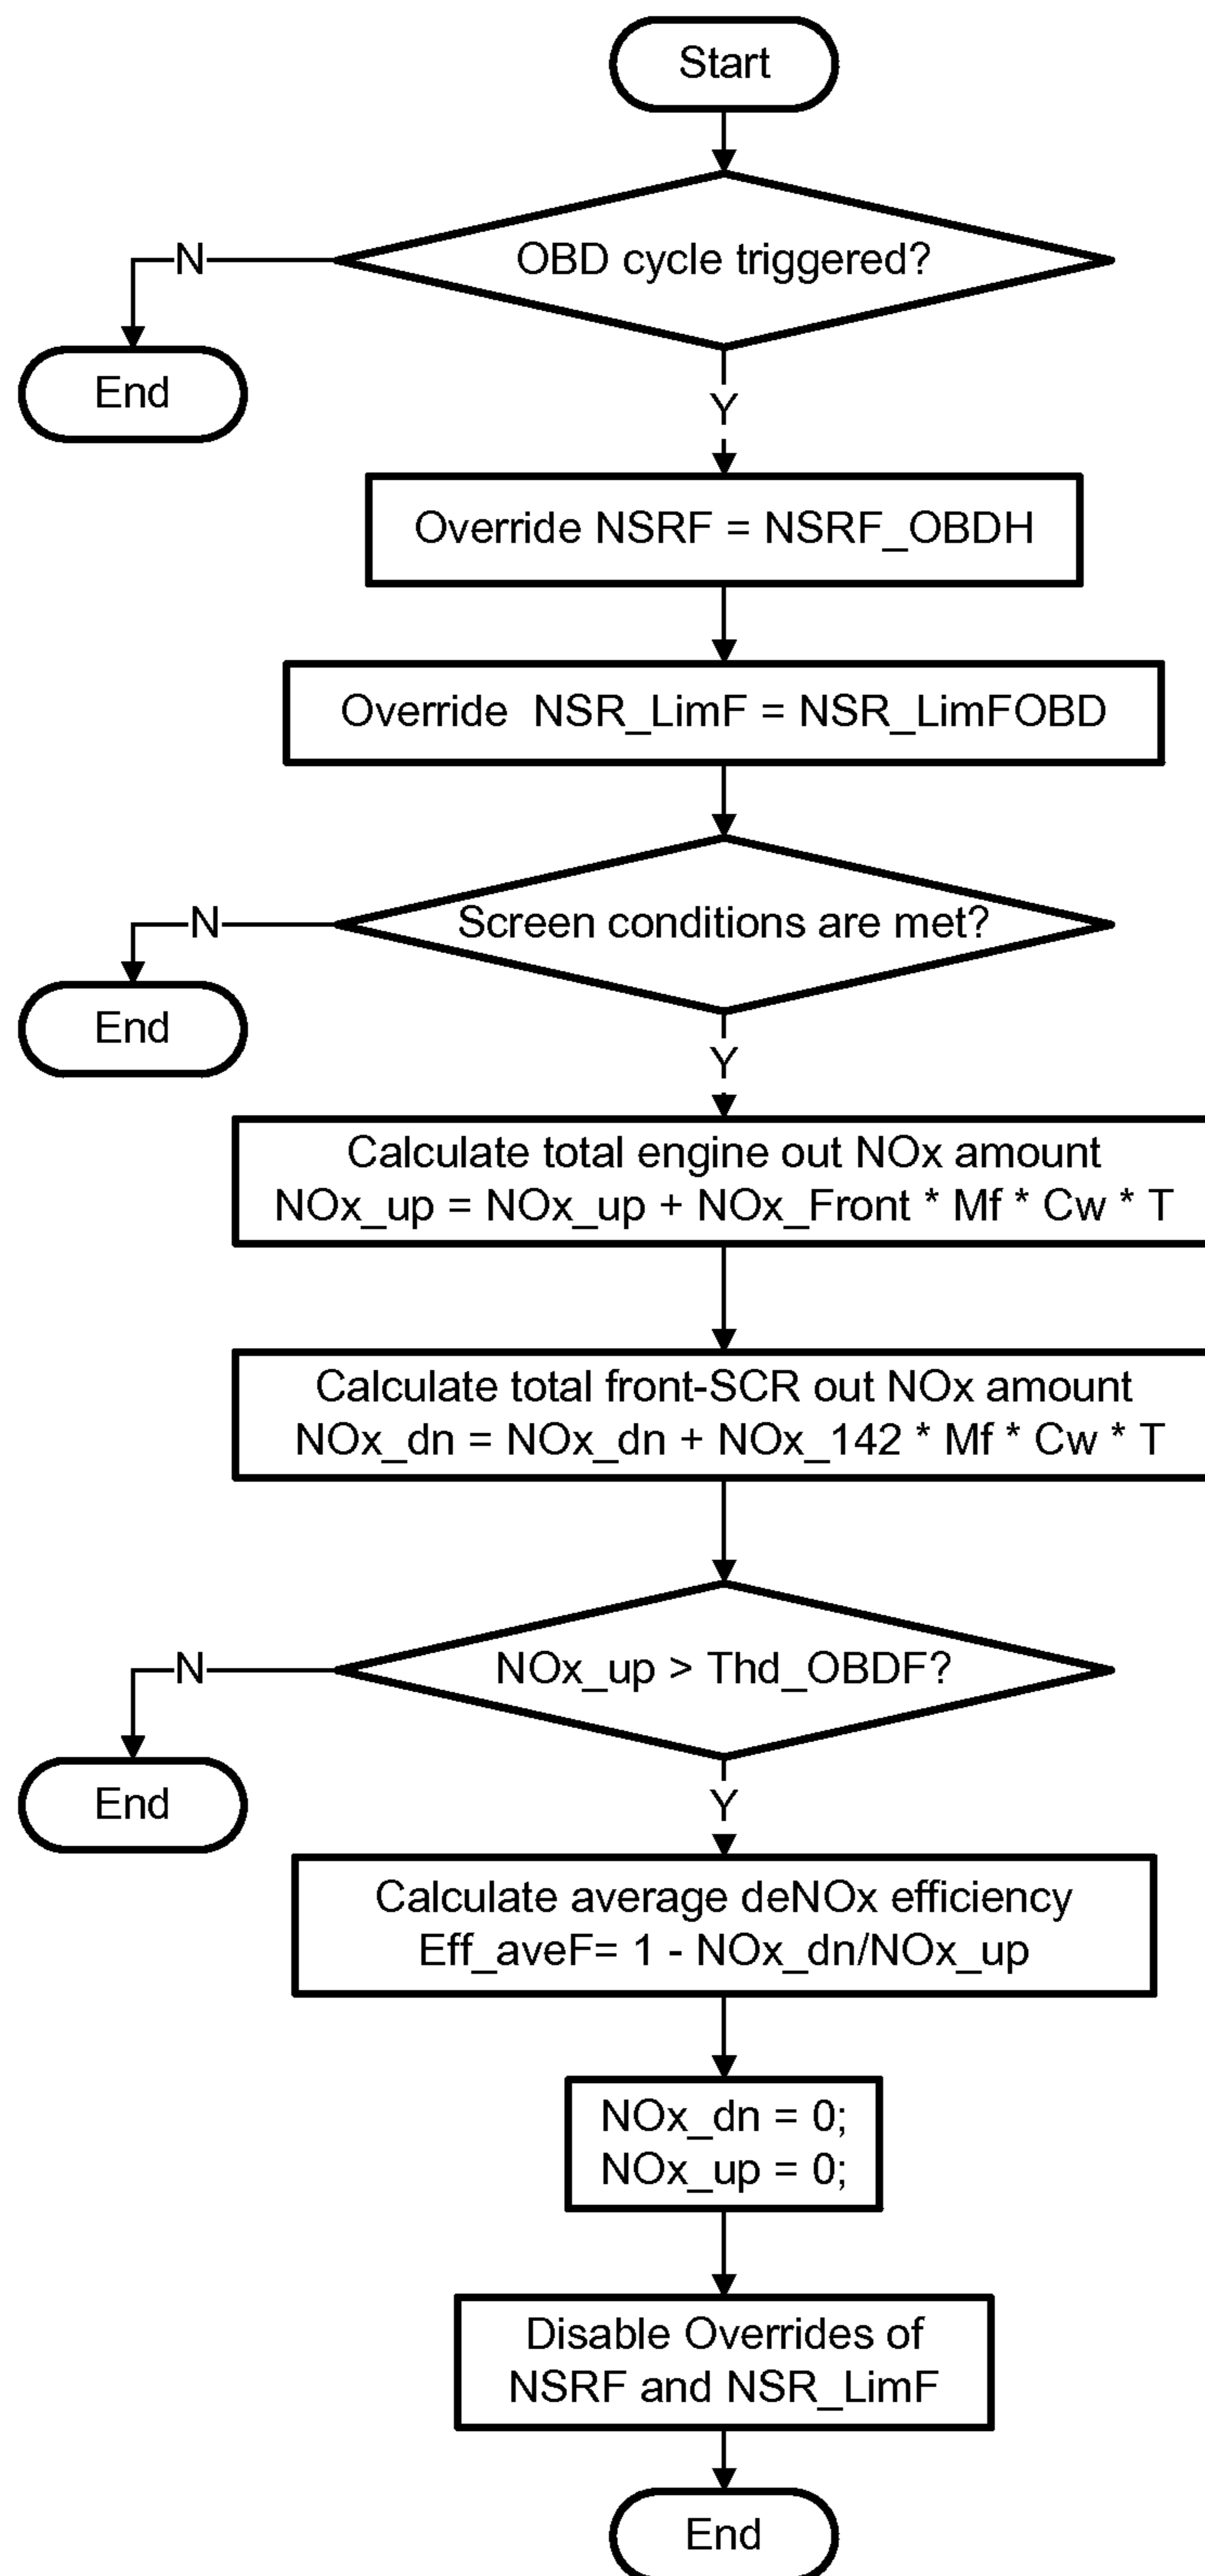 Start
OBD cycle triggered?
N
End
Y
Override NSRF = NSRF_OBDH
Override  NSR_LimF = NSR_LimFOBD
Screen conditions are met?
N
End
Y
Calculate total engine out NOx amount
NOx_up = NOx_up + NOx_Front * Mf * Cw * T
Calculate total front-SCR out NOx amount
NOx_dn = NOx_dn + NOx_142 * Mf * Cw * T
NOx_up > Thd_OBDF?
N
End
Y
Calculate average deNOx efficiency
Eff_aveF= 1 - NOx_dn/NOx_up
NOx_dn = 0;
NOx_up = 0;
Disable Overrides of
NSRF and NSR_LimF
End